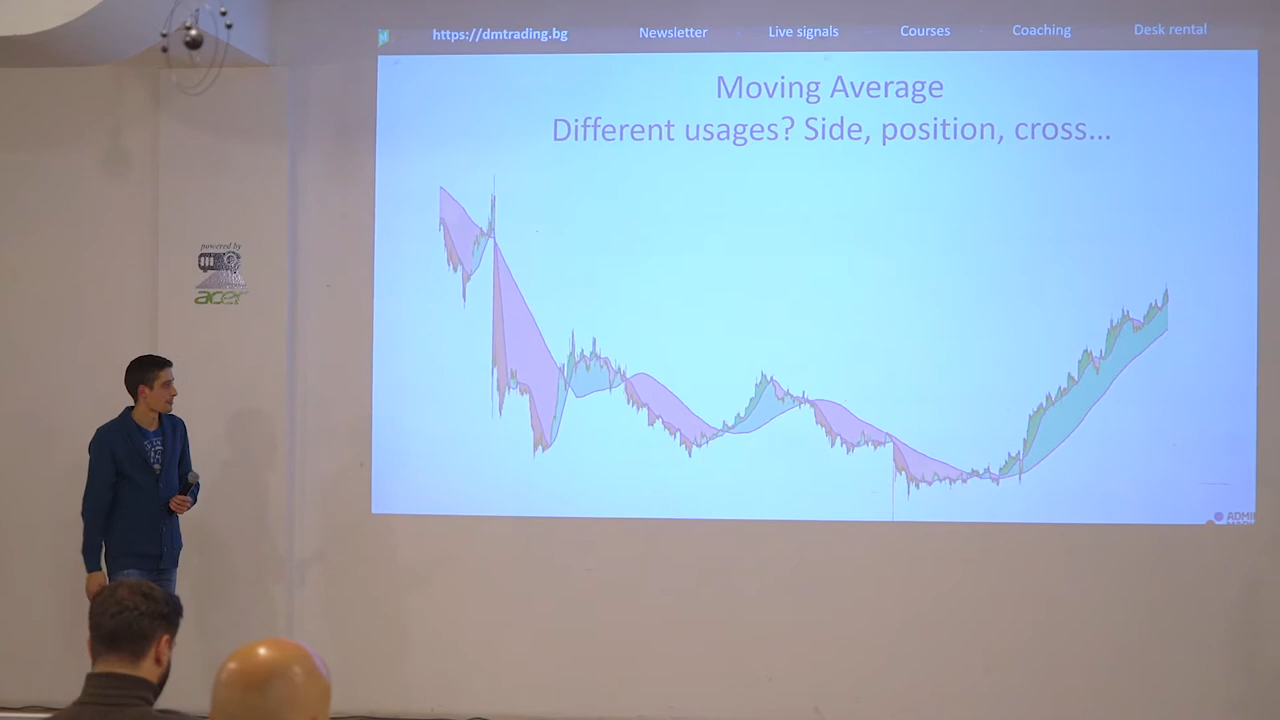 https://dmtrading.bg Newsletter Live signals Courses Coaching Desk rental
Moving Average
Different usages? Side, position, cross...
powered by
acer
ADMI